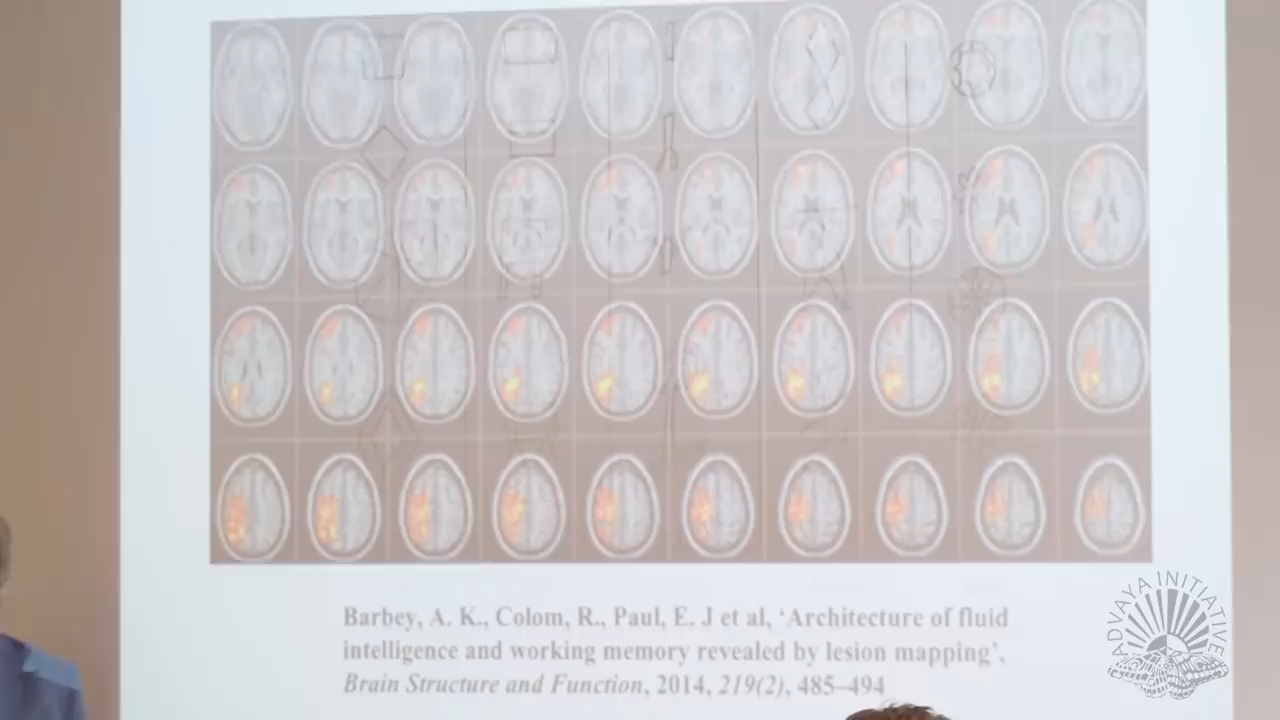 Barbey, A. K., Colom, R., Paul, E. J et al, ‘Architecture of fluid
intelligence and working memory revealed by lesion mapping’,
Brain Structure and Function, 2014, 219(2), 485–494
ADVAYA INITIATIVE